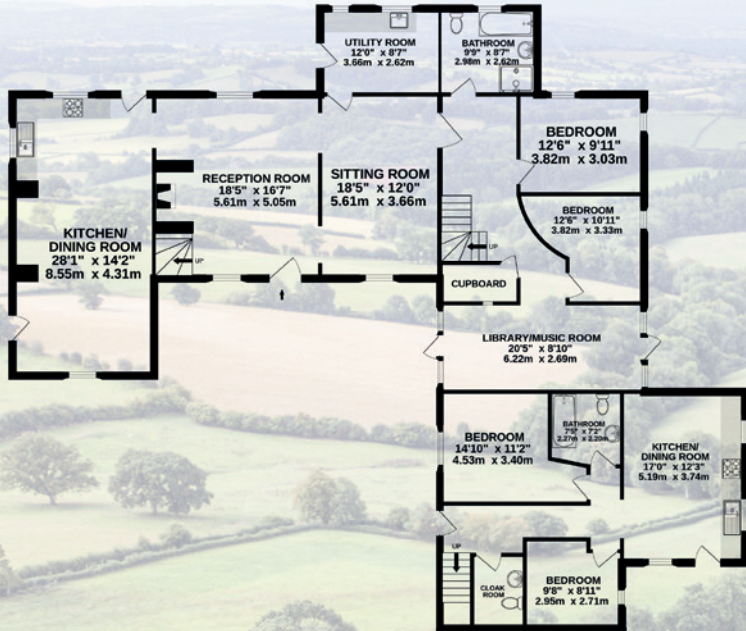 UTILITY ROOM
12'0" x 8'7"
3.66m x 2.62m
BATHROOM
9'9" x 8'7"
2.98m x 2.62m
BEDROOM
12'6" x 9'11"
3.82m x 3.03m
RECEPTION ROOM
18'5" x 16'7"
5.61m x 5.05m
SITTING ROOM
18'5" x 12'0"
5.61m x 3.66m
BEDROOM
12'6" x 10'11"
3.82m x 3.33m
KITCHEN/
DINING ROOM
28'1" x 14'2"
8.55m x 4.31m
UP
UP
CUPBOARD
LIBRARY/MUSIC ROOM
20'5" x 8'10"
6.22m x 2.69m
BEDROOM
14'10" x 11'2"
4.53m x 3.40m
BATHROOM
7'5" x 7'2"
2.27m x 2.20m
KITCHEN/
DINING ROOM
17'0" x 12'3"
5.19m x 3.74m
UP
CLOAK
ROOM
BEDROOM
9'8" x 8'11"
2.95m x 2.71m